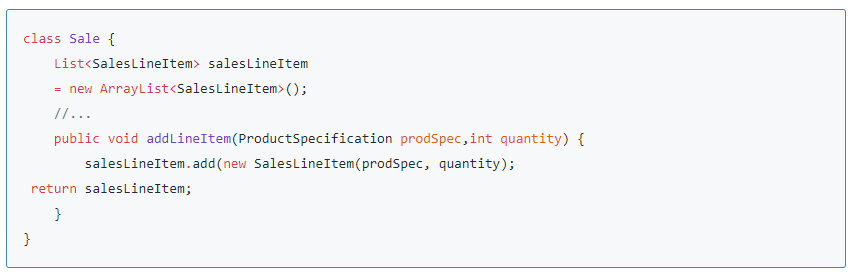 class Sale {
    List<SalesLineItem> salesLineItem
    = new ArrayList<SalesLineItem>();
    //...
    public void addLineItem(ProductSpecification prodSpec,int quantity) {
        salesLineItem.add(new SalesLineItem(prodSpec, quantity);
 return salesLineItem;
    }
}